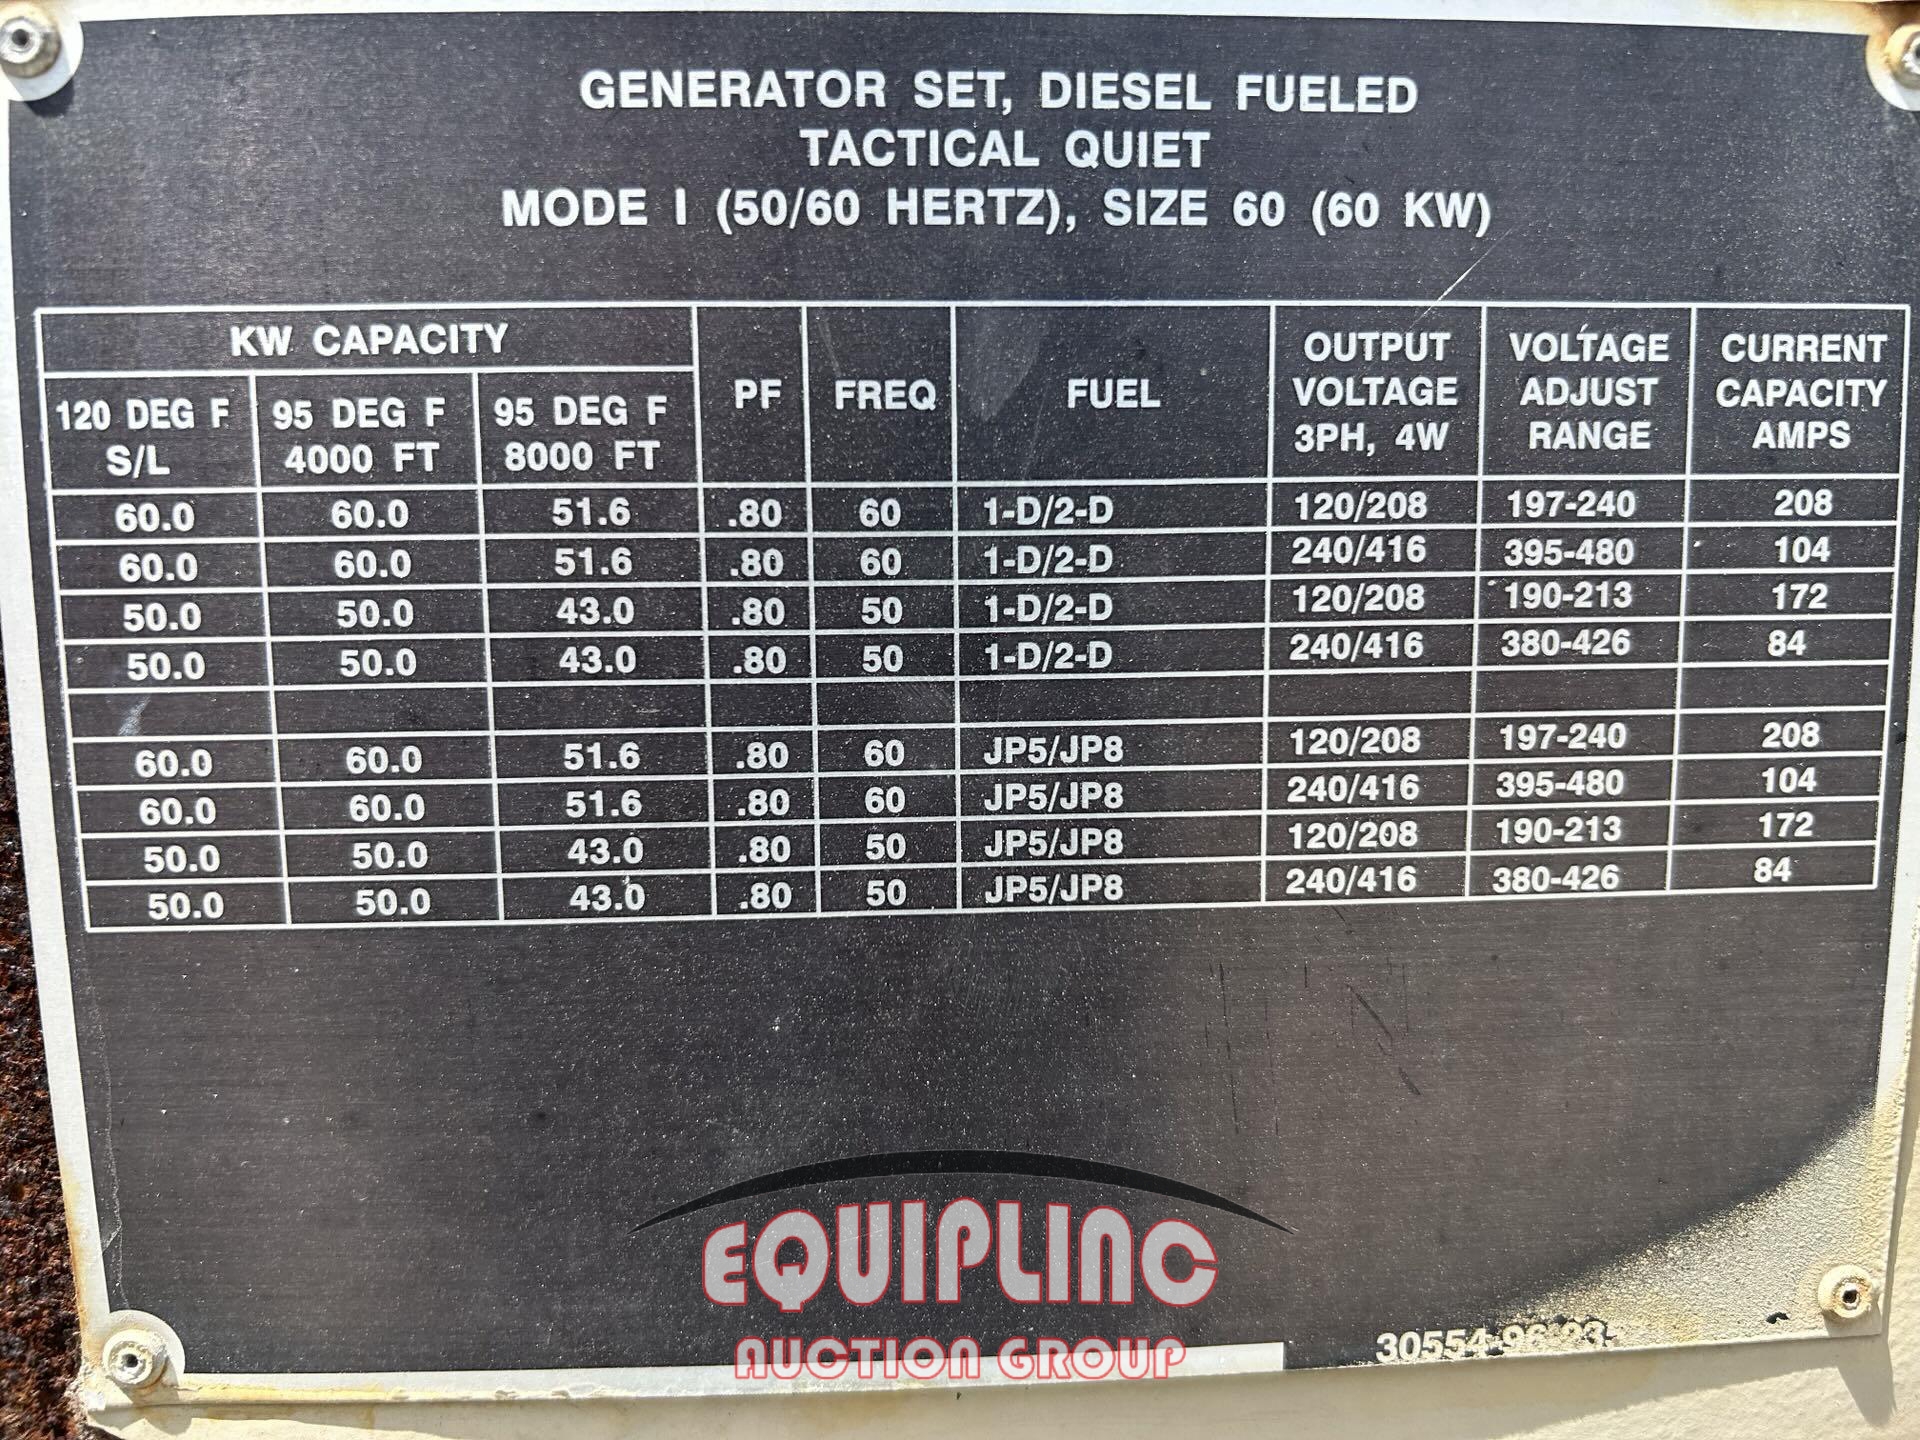 GENERATOR SET, DIESEL FUELED
TACTICAL QUIET
MODE I (50/60 HERTZ), SIZE 60 (60 KW)
KW CAPACITY
120 DEG F S/L
95 DEG F 4000 FT
95 DEG F 8000 FT
PF
FREQ
FUEL
OUTPUT VOLTAGE 3PH, 4W
VOLTAGE ADJUST RANGE
CURRENT CAPACITY AMPS
60.0 60.0 51.6 .80 60 1-D/2-D 120/208 197-240 208
60.0 60.0 51.6 .80 60 1-D/2-D 240/416 395-480 104
50.0 50.0 43.0 .80 50 1-D/2-D 120/208 190-213 172
50.0 50.0 43.0 .80 50 1-D/2-D 240/416 380-426 84
60.0 60.0 51.6 .80 60 JP5/JP8 120/208 197-240 208
60.0 60.0 51.6 .80 60 JP5/JP8 240/416 395-480 104
50.0 50.0 43.0 .80 50 JP5/JP8 120/208 190-213 172
50.0 50.0 43.0 .80 50 JP5/JP8 240/416 380-426 84
EQUIPLINC
AUCTION GROUP